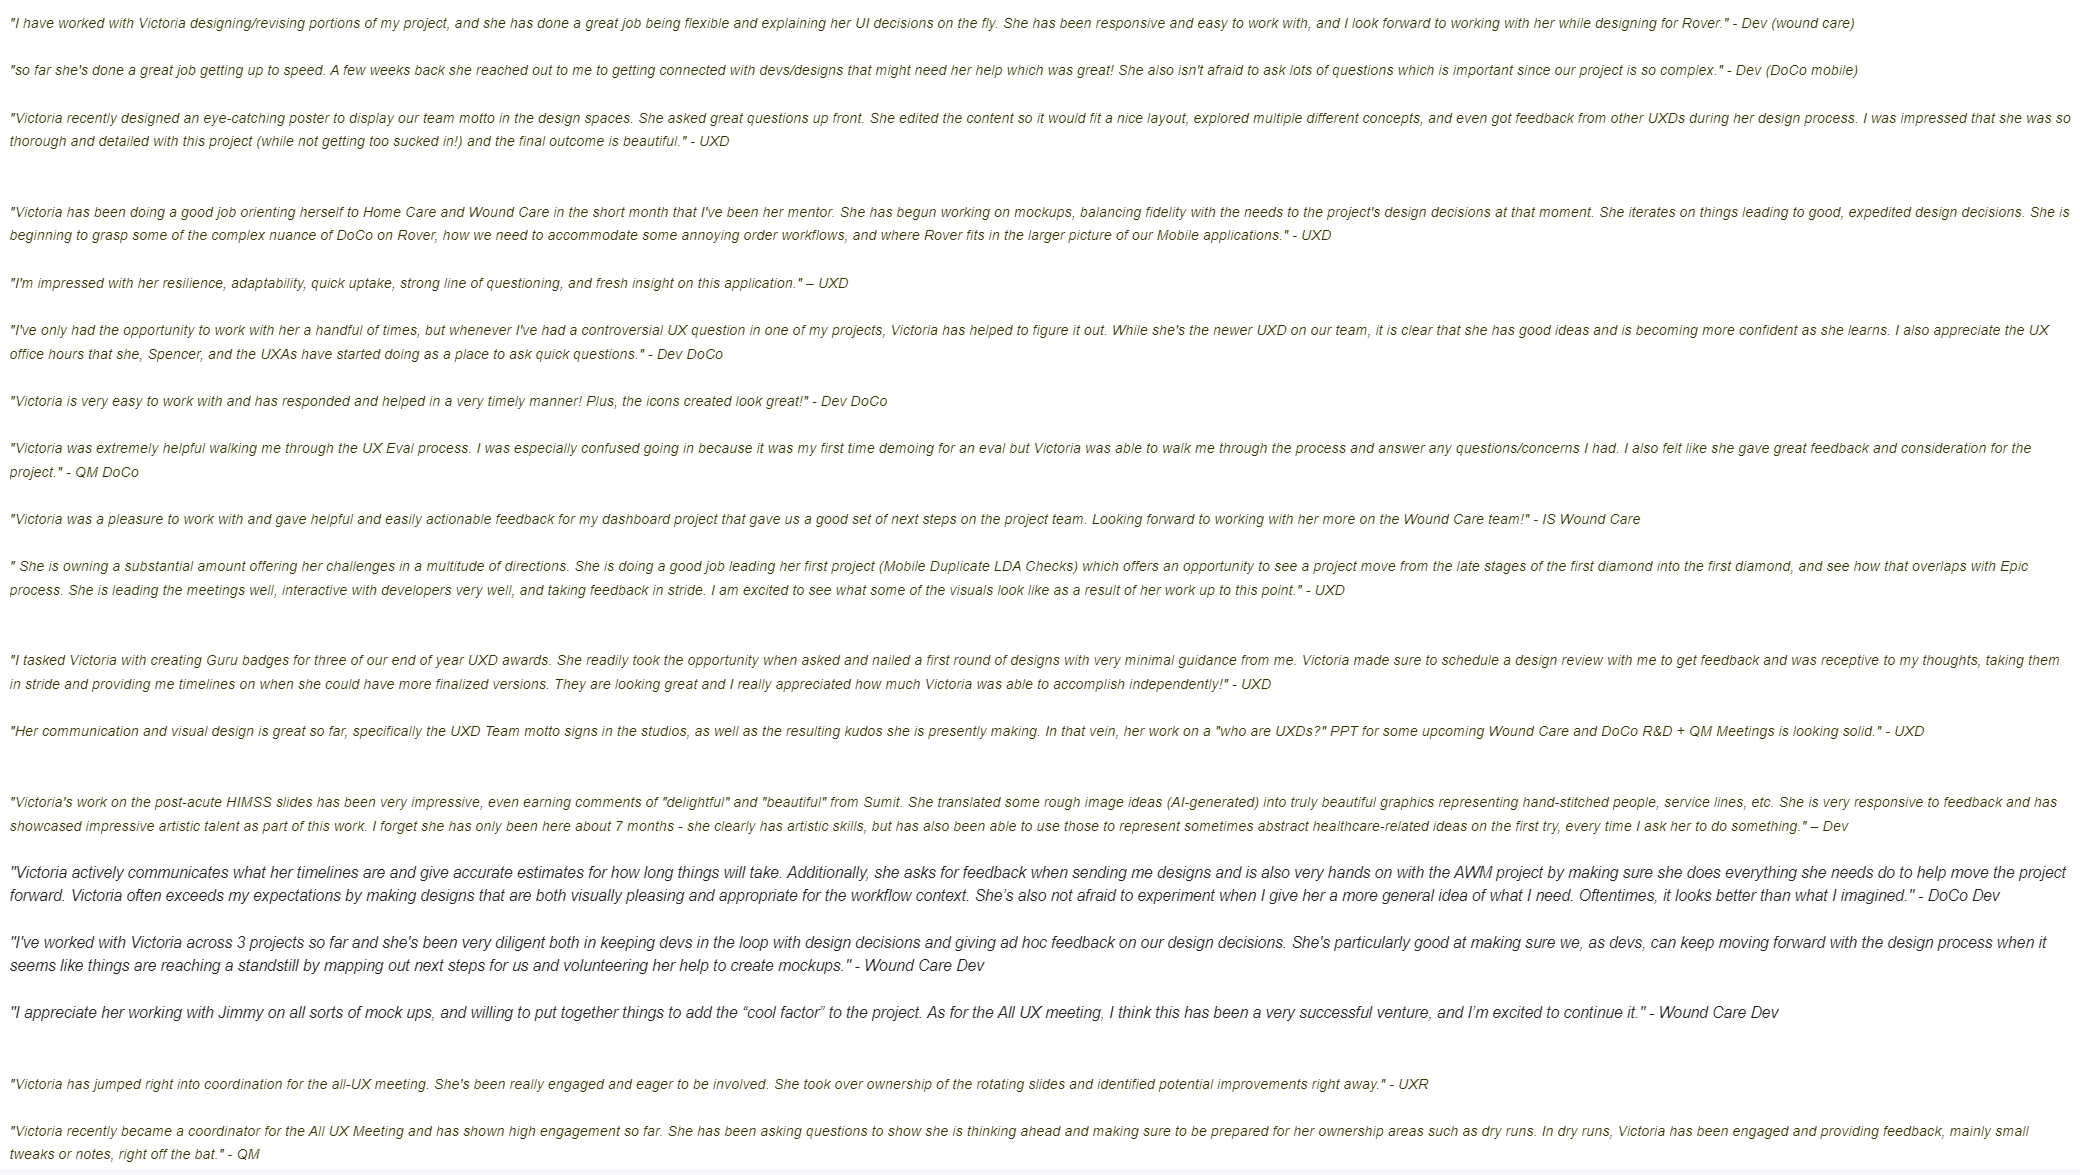 "I have worked with Victoria designing/revising portions of my project, and she has done a great job being flexible and explaining her UI decisions on the fly. She has been responsive and easy to work with, and I look forward to working with her while designing for Rover." - Dev (wound care)
"so far she's done a great job getting up to speed. A few weeks back she reached out to me to getting connected with devs/designs that might need her help which was great! She also isn't afraid to ask lots of questions which is important since our project is so complex." - Dev (DoCo mobile)
"Victoria recently designed an eye-catching poster to display our team motto in the design spaces. She asked great questions up front. She edited the content so it would fit a nice layout, explored multiple different concepts, and even got feedback from other UXDs during her design process. I was impressed that she was so
thorough and detailed with this project (while not getting too sucked in!) and the final outcome is beautiful." - UXD
"Victoria has been doing a good job orienting herself to Home Care and Wound Care in the short month that I've been her mentor. She has begun working on mockups, balancing fidelity with the needs to the project's design decisions at that moment. She iterates on things leading to good, expedited design decisions. She is
beginning to grasp some of the complex nuance of DoCo on Rover, how we need to accommodate some annoying order workflows, and where Rover fits in the larger picture of our Mobile applications." - UXD
"I'm impressed with her resilience, adaptability, quick uptake, strong line of questioning, and fresh insight on this application." – UXD
"I've only had the opportunity to work with her a handful of times, but whenever I've had a controversial UX question in one of my projects, Victoria has helped to figure it out. While she's the newer UXD on our team, it is clear that she has good ideas and is becoming more confident as she learns. I also appreciate the UX
office hours that she, Spencer, and the UXAs have started doing as a place to ask quick questions." - Dev DoCo
"Victoria is very easy to work with and has responded and helped in a very timely manner! Plus, the icons created look great!" - Dev DoCo
"Victoria was extremely helpful walking me through the UX Eval process. I was especially confused going in because it was my first time demoing for an eval but Victoria was able to walk me through the process and answer any questions/concerns I had. I also felt like she gave great feedback and consideration for the
project." - QM DoCo
"Victoria was a pleasure to work with and gave helpful and easily actionable feedback for my dashboard project that gave us a good set of next steps on the project team. Looking forward to working with her more on the Wound Care team!" - IS Wound Care
" She is owning a substantial amount offering her challenges in a multitude of directions. She is doing a good job leading her first project (Mobile Duplicate LDA Checks) which offers an opportunity to see a project move from the late stages of the first diamond into the first diamond, and see how that overlaps with Epic
process. She is leading the meetings well, interactive with developers very well, and taking feedback in stride. I am excited to see what some of the visuals look like as a result of her work up to this point." - UXD
"I tasked Victoria with creating Guru badges for three of our end of year UXD awards. She readily took the opportunity when asked and nailed a first round of designs with very minimal guidance from me. Victoria made sure to schedule a design review with me to get feedback and was receptive to my thoughts, taking them
in stride and providing me timelines on when she could have more finalized versions. They are looking great and I really appreciated how much Victoria was able to accomplish independently!" - UXD
"Her communication and visual design is great so far, specifically the UXD Team motto signs in the studios, as well as the resulting kudos she is presently making. In that vein, her work on a "who are UXDs?" PPT for some upcoming Wound Care and DoCo R&D + QM Meetings is looking solid." - UXD
"Victoria's work on the post-acute HIMSS slides has been very impressive, even earning comments of "delightful" and "beautiful" from Sumit. She translated some rough image ideas (AI-generated) into truly beautiful graphics representing hand-stitched people, service lines, etc. She is very responsive to feedback and has
showcased impressive artistic talent as part of this work. I forget she has only been here about 7 months - she clearly has artistic skills, but has also been able to use those to represent sometimes abstract healthcare-related ideas on the first try, every time I ask her to do something." – Dev
"Victoria actively communicates what her timelines are and give accurate estimates for how long things will take. Additionally, she asks for feedback when sending me designs and is also very hands on with the AWM project by making sure she does everything she needs do to help move the project
forward. Victoria often exceeds my expectations by making designs that are both visually pleasing and appropriate for the workflow context. She’s also not afraid to experiment when I give her a more general idea of what I need. Oftentimes, it looks better than what I imagined." - DoCo Dev
"I've worked with Victoria across 3 projects so far and she's been very diligent both in keeping devs in the loop with design decisions and giving ad hoc feedback on our design decisions. She's particularly good at making sure we, as devs, can keep moving forward with the design process when it
seems like things are reaching a standstill by mapping out next steps for us and volunteering her help to create mockups." - Wound Care Dev
"I appreciate her working with Jimmy on all sorts of mock ups, and willing to put together things to add the “cool factor” to the project. As for the All UX meeting, I think this has been a very successful venture, and I’m excited to continue it." - Wound Care Dev
"Victoria has jumped right into coordination for the all-UX meeting. She's been really engaged and eager to be involved. She took over ownership of the rotating slides and identified potential improvements right away." - UXR
"Victoria recently became a coordinator for the All UX Meeting and has shown high engagement so far. She has been asking questions to show she is thinking ahead and making sure to be prepared for her ownership areas such as dry runs. In dry runs, Victoria has been engaged and providing feedback, mainly small
tweaks or notes, right off the bat." - QM